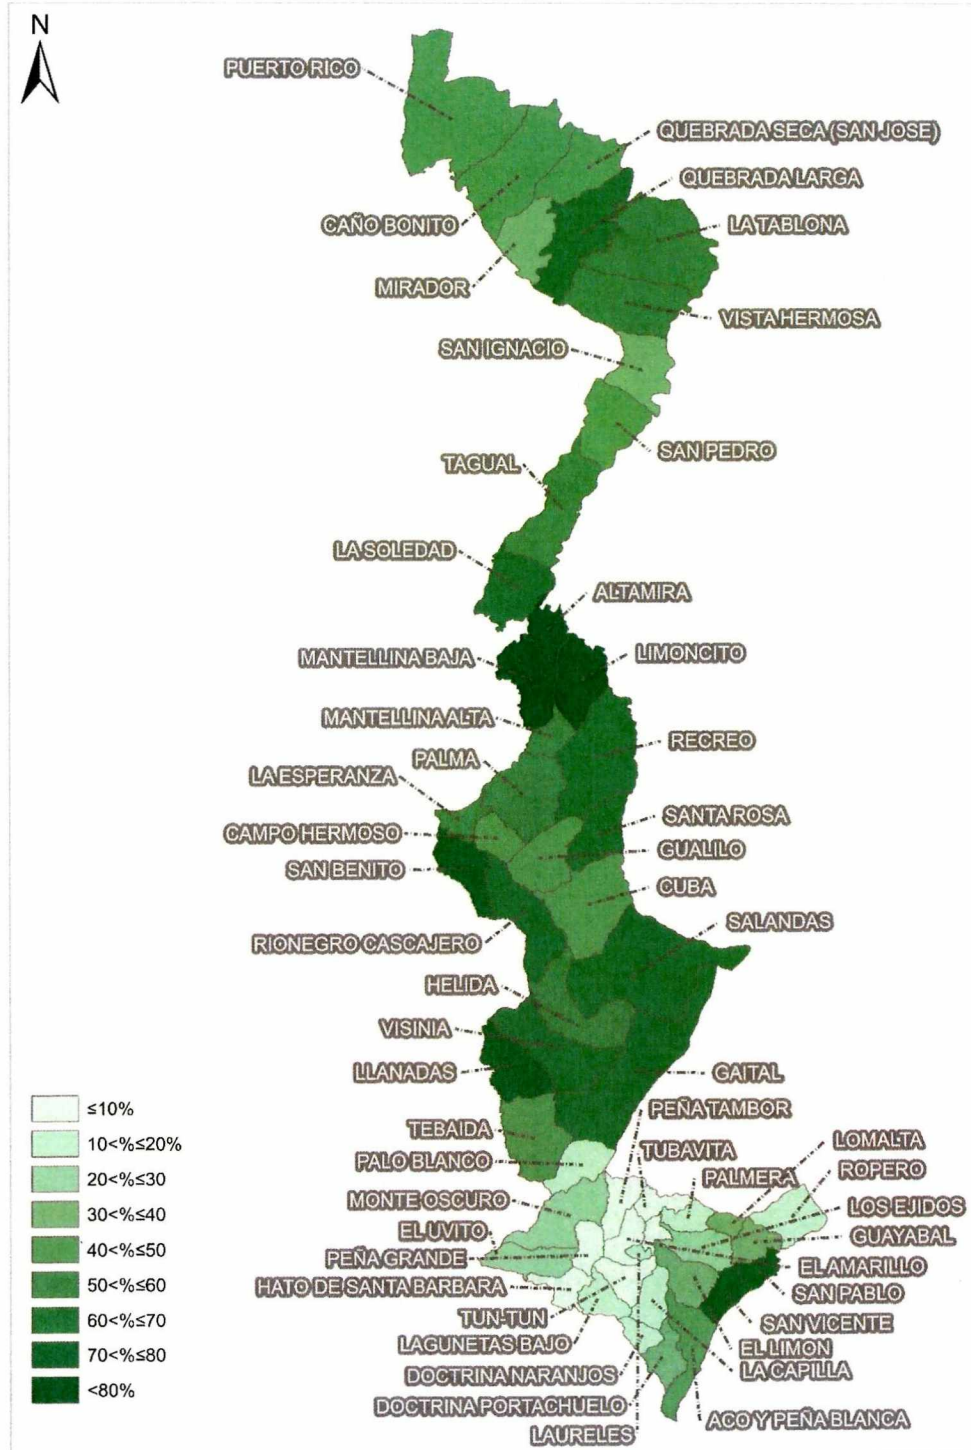 N
PUERTO RICO
QUEBRADA SECA (SAN JOSE)
QUEBRADA LARGA
CAÑO BONITO
LA TABLONA
MIRADOR
VISTA HERMOSA
SAN IGNACIO
SAN PEDRO
TAGUAL
LA SOLEDAD
ALTAMIRA
MANTELLINA BAJA
LIMONCITO
MANTELLINA ALTA
RECREO
PALMA
LA ESPERANZA
SANTA ROSA
CAMPO HERMOSO
GUALILO
SAN BENITO
CUBA
SALANDAS
RIONEGRO CASCAJERO
HELIDA
VISINIA
LLANADAS
GAITAL
PEÑA TAMBOR
TEBAIDA
TUBAVITA
LOMALTA
PALO BLANCO
PALMERA
ROPERO
MONTE OSCURO
LOS EJIDOS
EL UVITO
GUAYABAL
PEÑA GRANDE
EL AMARILLO
HATO DE SANTA BARBARA
SAN PABLO
TUN-TUN
SAN VICENTE
LAGUNETAS BAJO
EL LIMON
DOCTRINA NARANJOS
LA CAPILLA
DOCTRINA PORTACHUELO
ACO Y PEÑA BLANCA
LAURELES
≤10%
10<%≤20%
20<%≤30
30<%≤40
40<%≤50
50<%≤60
60<%≤70
70<%≤80
<80%